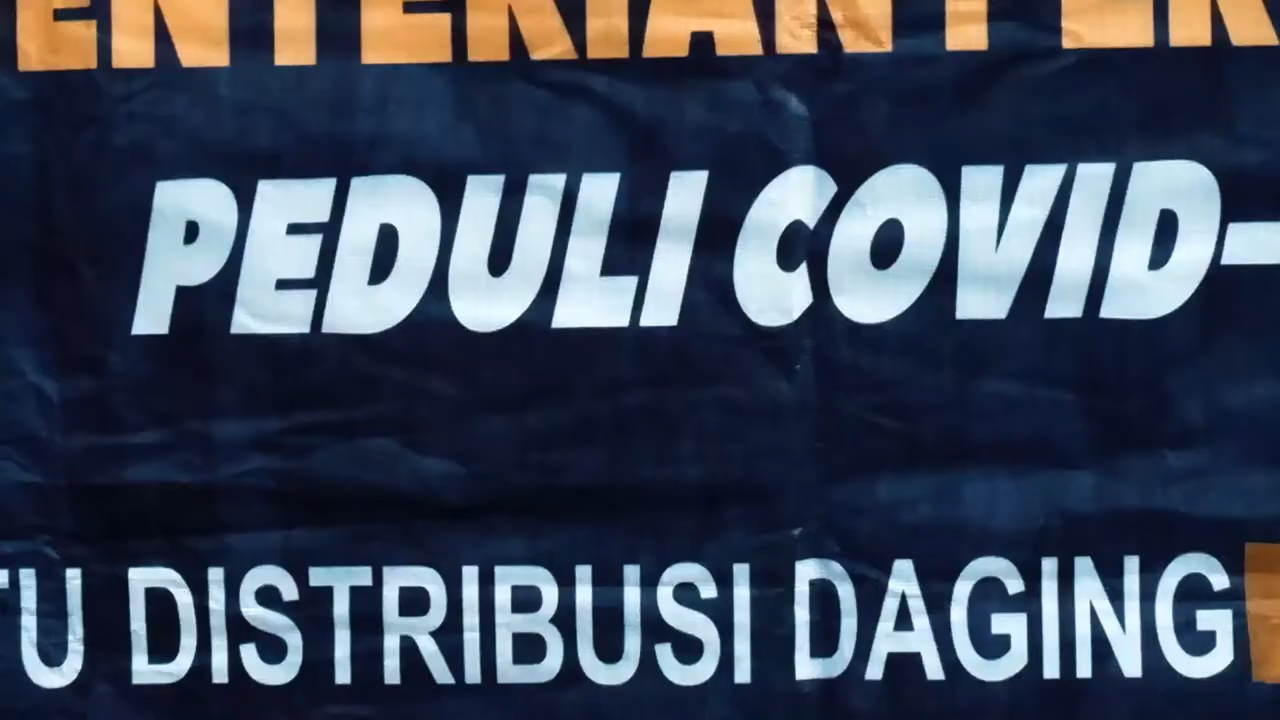 ENTERIAN PER
PEDULI COVID-
TU DISTRIBUSI DAGING